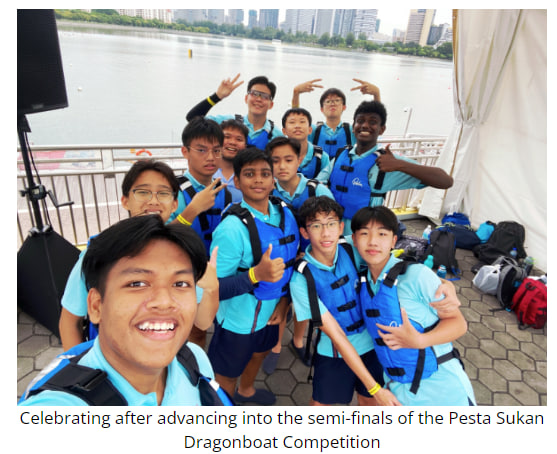 Celebrating after advancing into the semi-finals of the Pesta Sukan
Dragonboat Competition